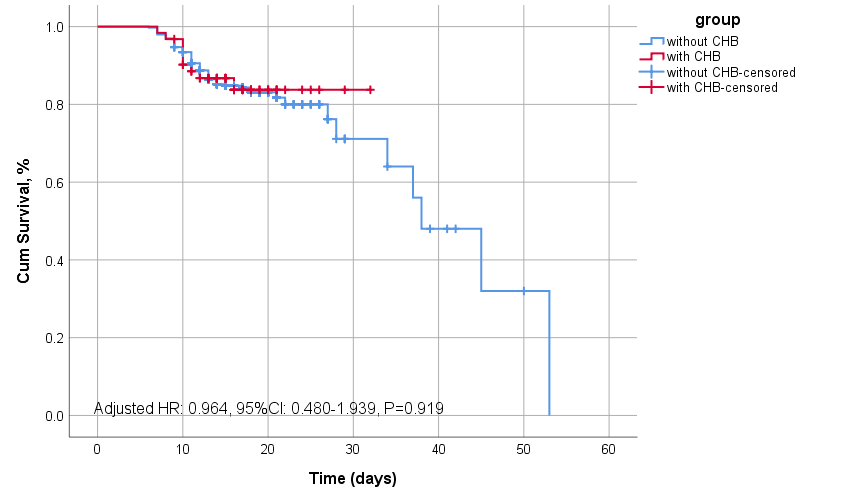 group
without CHB
with CHB
without CHB-censored
with CHB-censored
Cum Survival, %
1.0
0.8
0.6
0.4
0.2
0.0
Adjusted HR: 0.964, 95%CI: 0.480-1.939, P=0.919
0 10 20 30 40 50 60
Time (days)